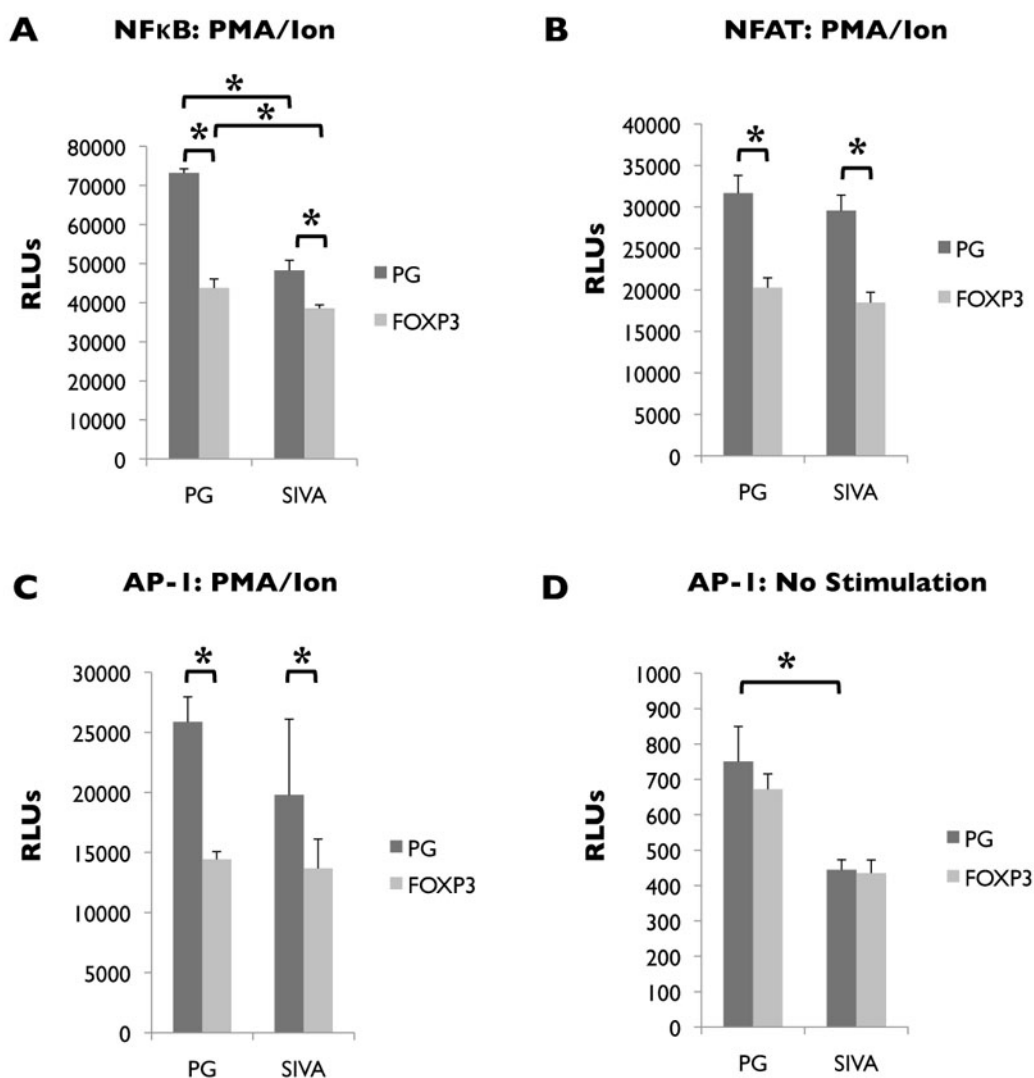 A
NFκB: PMA/Ion
*
*
*
*
80000
70000
60000
50000
40000
30000
20000
10000
0
RLUs
PG
SIVA
PG
FOXP3
B
NFAT: PMA/Ion
*
*
40000
35000
30000
25000
20000
15000
10000
5000
0
RLUs
PG
SIVA
PG
FOXP3
C
AP-1: PMA/Ion
*
*
30000
25000
20000
15000
10000
5000
0
RLUs
PG
SIVA
PG
FOXP3
D
AP-1: No Stimulation
*
1000
900
800
700
600
500
400
300
200
100
0
RLUs
PG
SIVA
PG
FOXP3